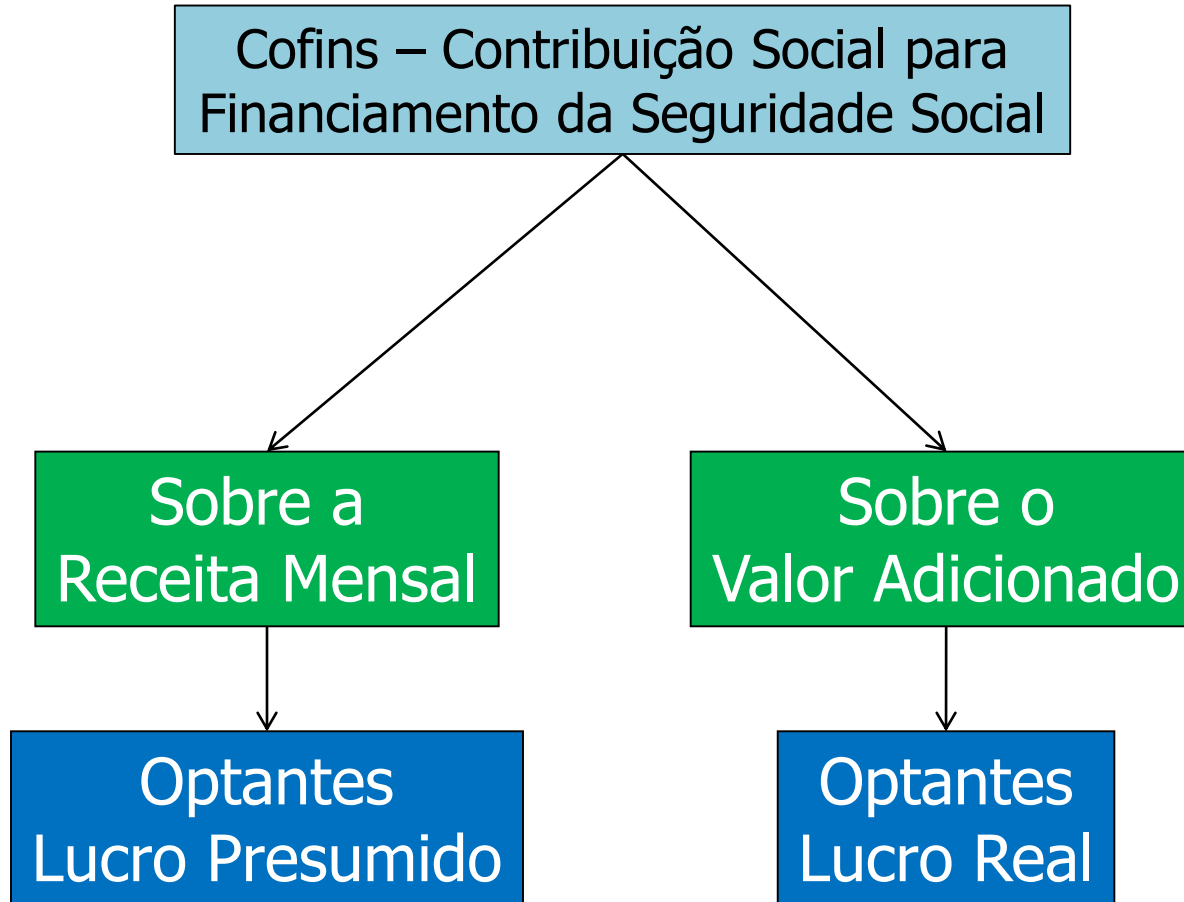 Cofins – Contribuição Social para
Financiamento da Seguridade Social
Sobre a
Receita Mensal
Sobre o
Valor Adicionado
Optantes
Lucro Presumido
Optantes
Lucro Real